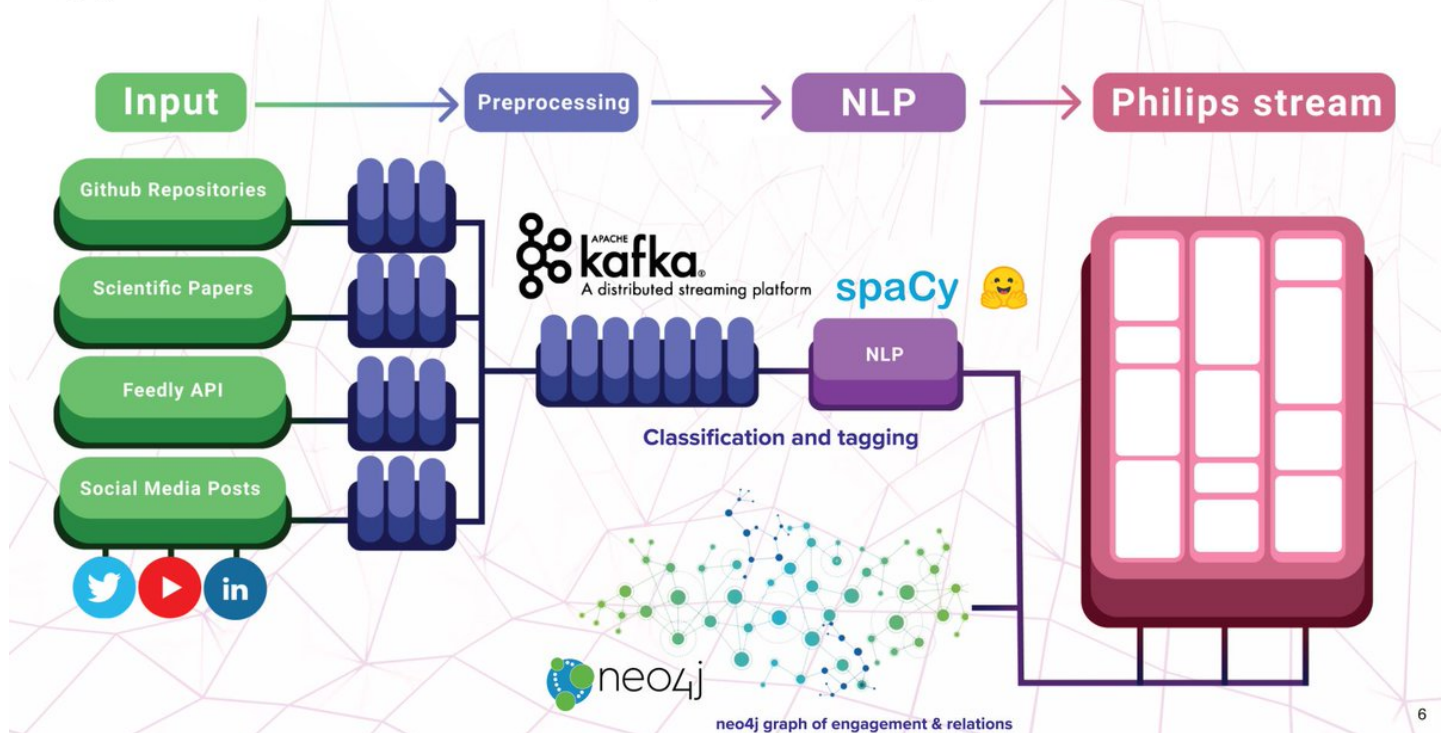 Input
Preprocessing
NLP
Philips stream
Github Repositories
Scientific Papers
Feedly API
Social Media Posts
in
APACHE
kafka®
A distributed streaming platform
spaCy
NLP
Classification and tagging
neo4j
neo4j graph of engagement & relations
6